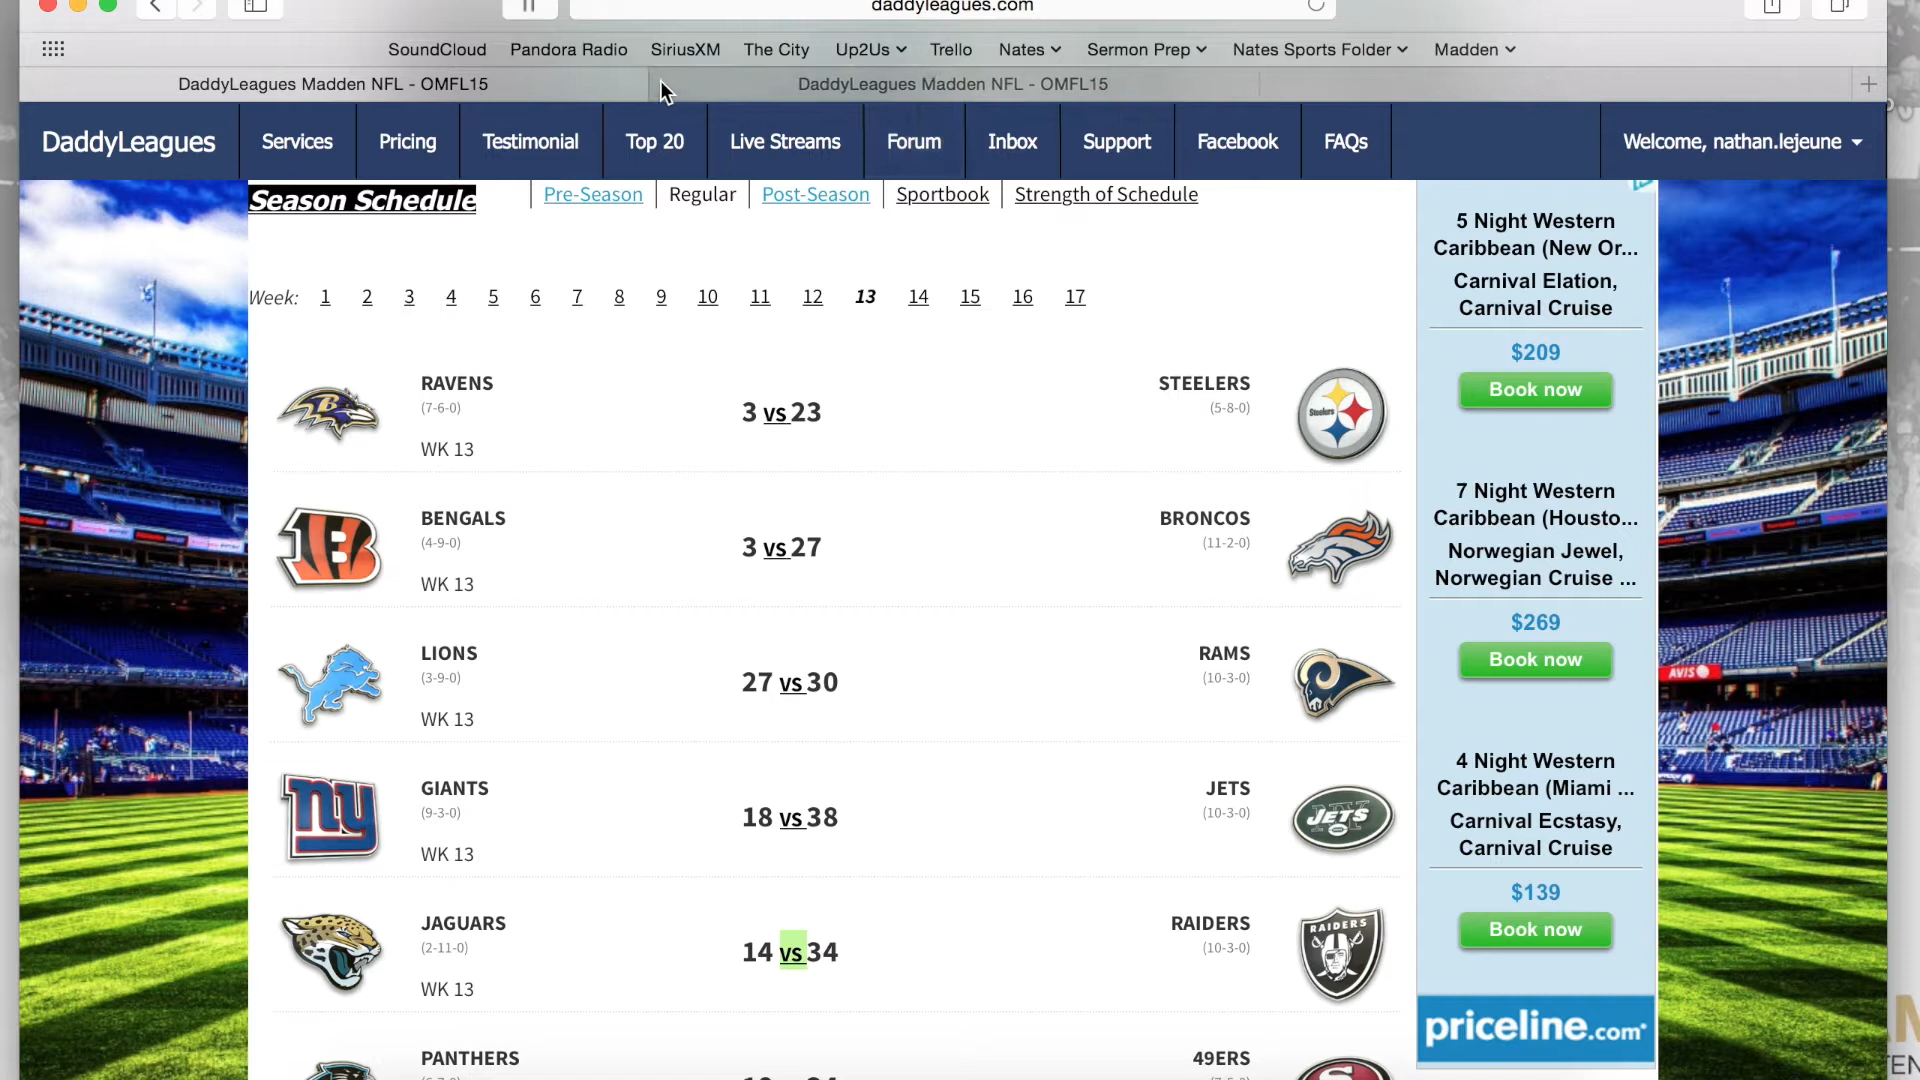 daddyleagues.com
SoundCloud Pandora Radio SiriusXM The City Up2Us Trello Nates Sermon Prep Nates Sports Folder Madden
DaddyLeagues Madden NFL - OMFL15 DaddyLeagues Madden NFL - OMFL15
DaddyLeagues Services Pricing Testimonial Top 20 Live Streams Forum Inbox Support Facebook FAQs Welcome, nathan.lejeune
Season Schedule Pre-Season Regular Post-Season Sportbook Strength of Schedule
Week: 1 2 3 4 5 6 7 8 9 10 11 12 13 14 15 16 17
RAVENS STEELERS
(7-6-0) 3 vs 23 (5-8-0)
Steelers
WK 13
BENGALS BRONCOS
(4-9-0) 3 vs 27 (11-2-0)
WK 13
LIONS RAMS
(3-9-0) 27 vs 30 (10-3-0)
WK 13
GIANTS JETS
(9-3-0) 18 vs 38 (10-3-0)
ny JETS
WK 13
JAGUARS RAIDERS
(2-11-0) 14 vs 34 (10-3-0)
RAIDERS
WK 13
PANTHERS 49ERS
5 Night Western
Caribbean (New Or...
Carnival Elation,
Carnival Cruise
$209
Book now
7 Night Western
Caribbean (Housto...
Norwegian Jewel,
Norwegian Cruise ...
$269
Book now
4 Night Western
Caribbean (Miami ...
Carnival Ecstasy,
Carnival Cruise
$139
Book now
priceline.com
AVIS